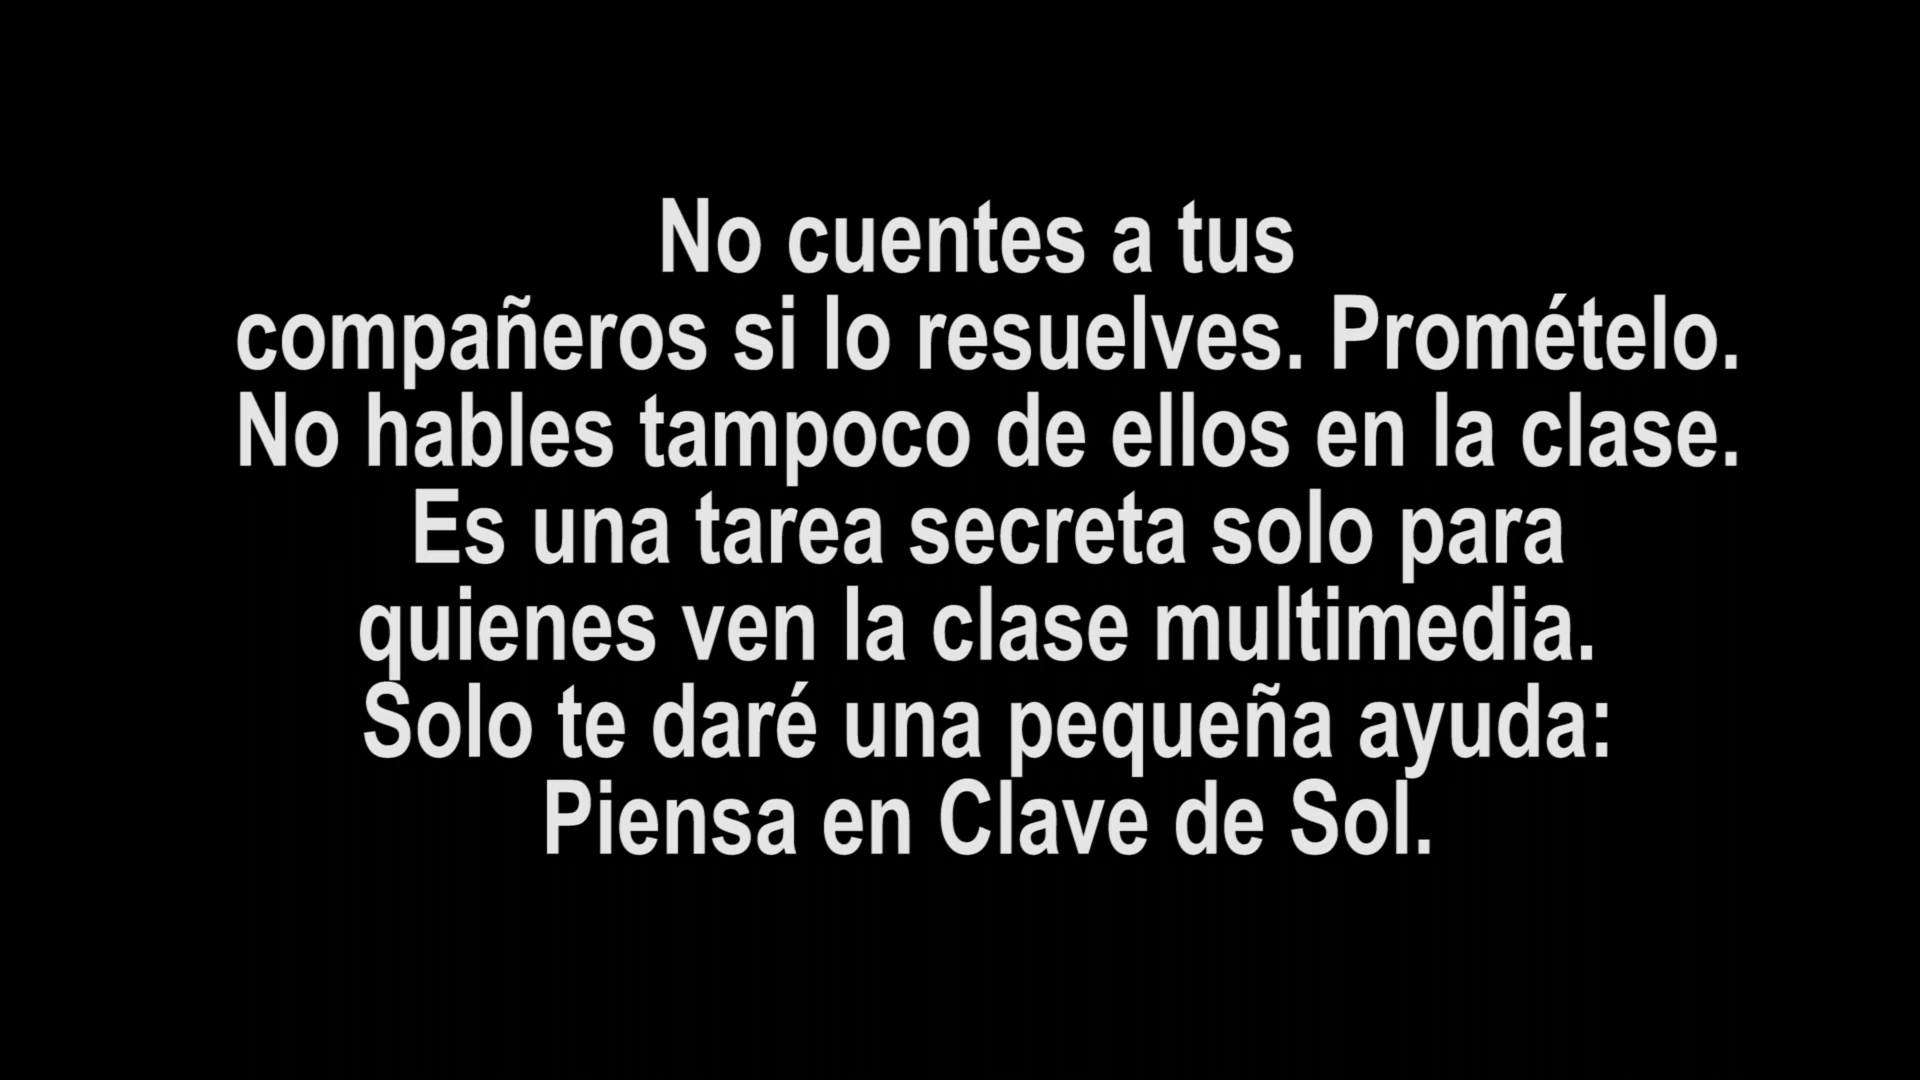 No cuentes a tus
compañeros si lo resuelves. Promételo.
No hables tampoco de ellos en la clase.
Es una tarea secreta solo para
quienes ven la clase multimedia.
Solo te daré una pequeña ayuda:
Piensa en Clave de Sol.